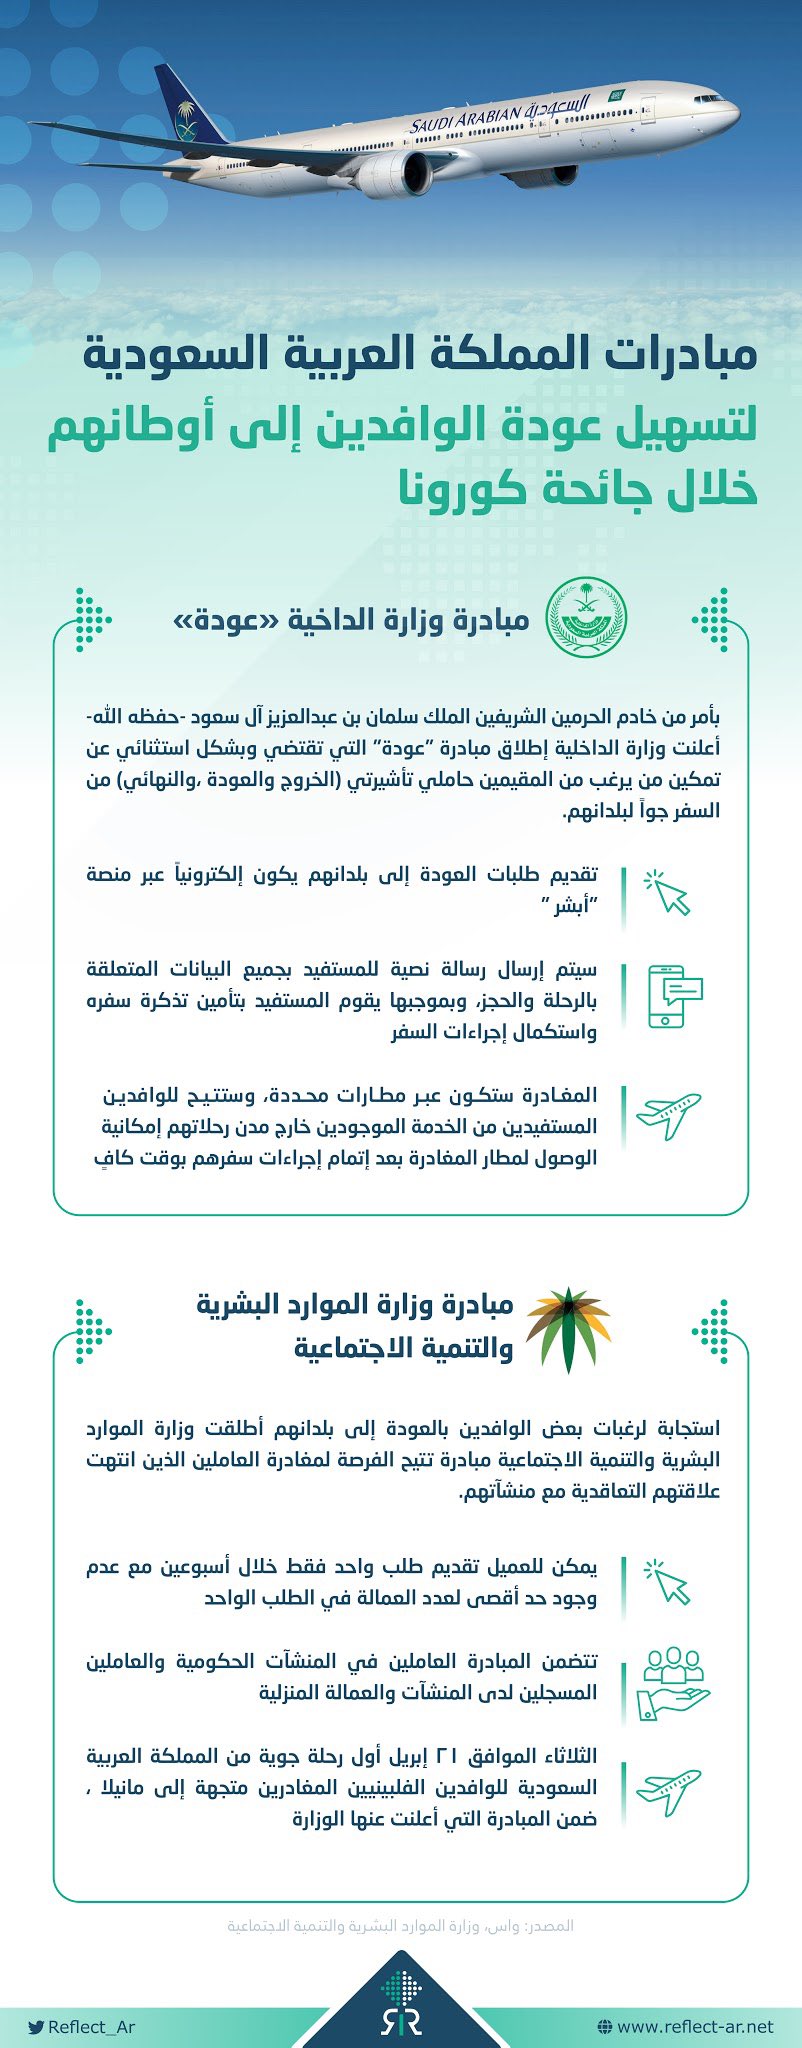 SAUDI ARABIAN السعودية
مبادرات المملكة العربية السعودية
لتسهيل عودة الوافدين إلى أوطانهم
خلال جائحة كورونا
مبادرة وزارة الداخية «عودة»
بأمر من خادم الحرمين الشريفين الملك سلمان بن عبدالعزيز آل سعود -حفظه الله-
أعلنت وزارة الداخلية إطلاق مبادرة "عودة" التي تقتضي وبشكل استثنائي عن
تمكين من يرغب من المقيمين حاملي تأشيرتي (الخروج والعودة ،والنهائي) من
السفر جواً لبلدانهم.
تقديم طلبات العودة إلى بلدانهم يكون إلكترونياً عبر منصة
"أبشر "
سيتم إرسال رسالة نصية للمستفيد بجميع البيانات المتعلقة
بالرحلة والحجز، وبموجبها يقوم المستفيد بتأمين تذكرة سفره
واستكمال إجراءات السفر
المغادرة ستكون عبر مطارات محددة، وستتيح للوافدين
المستفيدين من الخدمة الموجودين خارج مدن رحلاتهم إمكانية
الوصول لمطار المغادرة بعد إتمام إجراءات سفرهم بوقت كافٍ
مبادرة وزارة الموارد البشرية
والتنمية الاجتماعية
استجابة لرغبات بعض الوافدين بالعودة إلى بلدانهم أطلقت وزارة الموارد
البشرية والتنمية الاجتماعية مبادرة تتيح الفرصة لمغادرة العاملين الذين انتهت
علاقتهم التعاقدية مع منشآتهم.
يمكن للعميل تقديم طلب واحد فقط خلال أسبوعين مع عدم
وجود حد أقصى لعدد العمالة في الطلب الواحد
تتضمن المبادرة العاملين في المنشآت الحكومية والعاملين
المسجلين لدى المنشآت والعمالة المنزلية
الثلاثاء الموافق ٢١ إبريل أول رحلة جوية من المملكة العربية
السعودية للوافدين الفلبينيين المغادرين متجهة إلى مانيلا ،
ضمن المبادرة التي أعلنت عنها الوزارة
المصدر: واس، وزارة الموارد البشرية والتنمية الاجتماعية
Reflect_Ar
www.reflect-ar.net